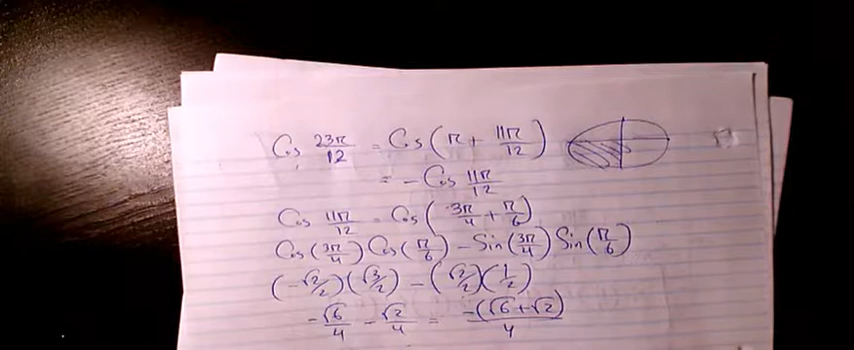 Cos 23π/12 = Cos(π + 11π/12)
= -Cos 11π/12
Cos 11π/12 = Cos(3π/4 + π/6)
Cos(3π/4) Cos(π/6) - Sin(3π/4) Sin(π/6)
(-√2/2)(√3/2) - (√2/2)(1/2)
-√6/4 - √2/4 = -(√6+√2)/4